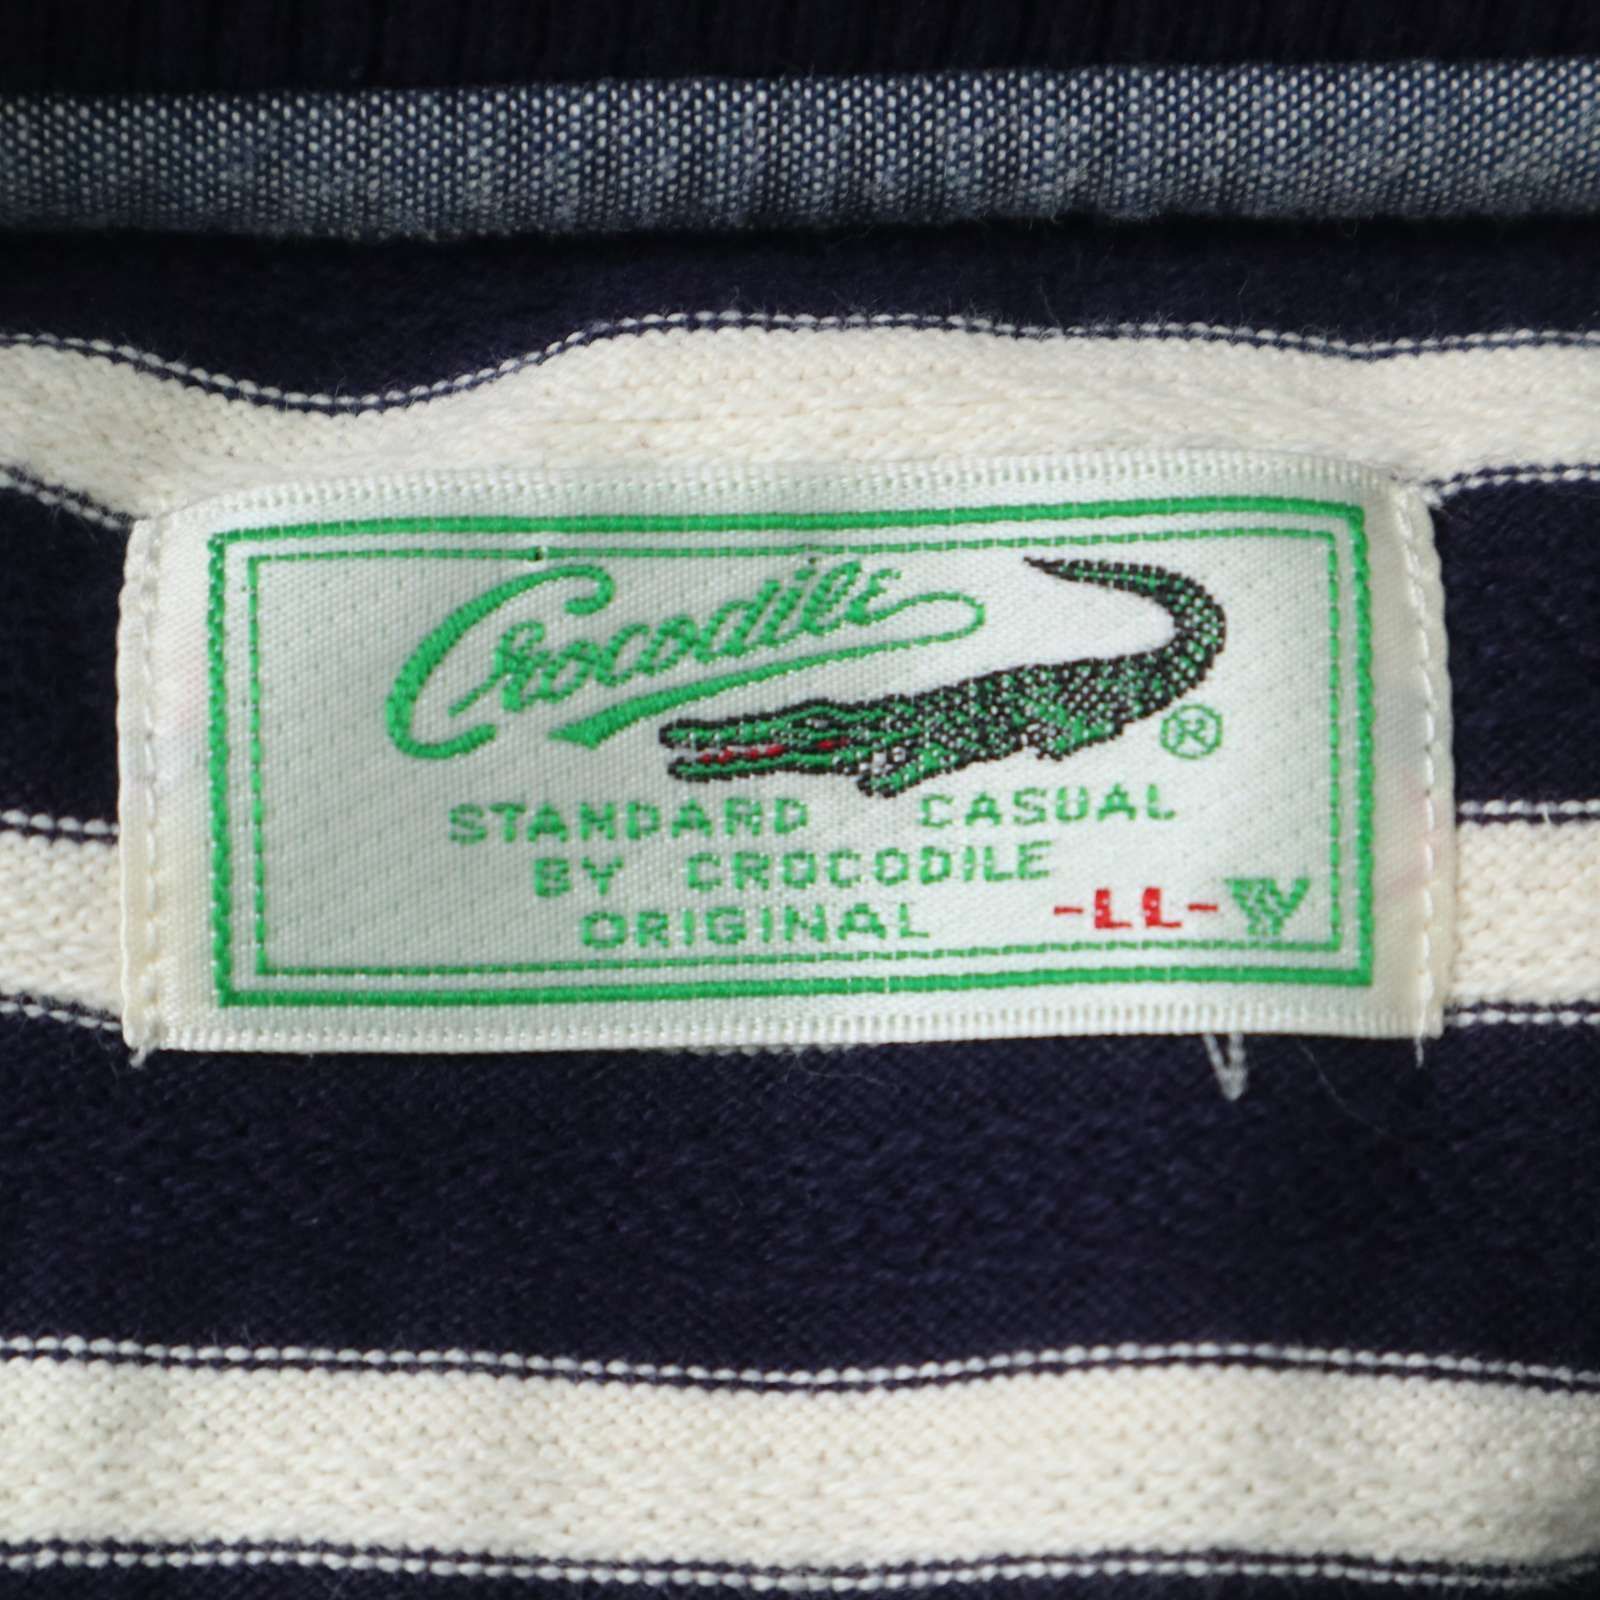 Crocodile
®
STANDARD CASUAL
BY CROCODILE
ORIGINAL -LL-